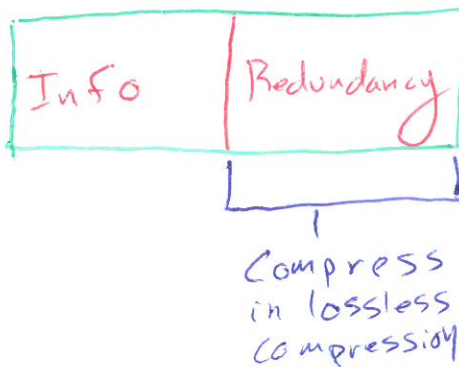 Info
Redundancy
Compress
in lossless
compression